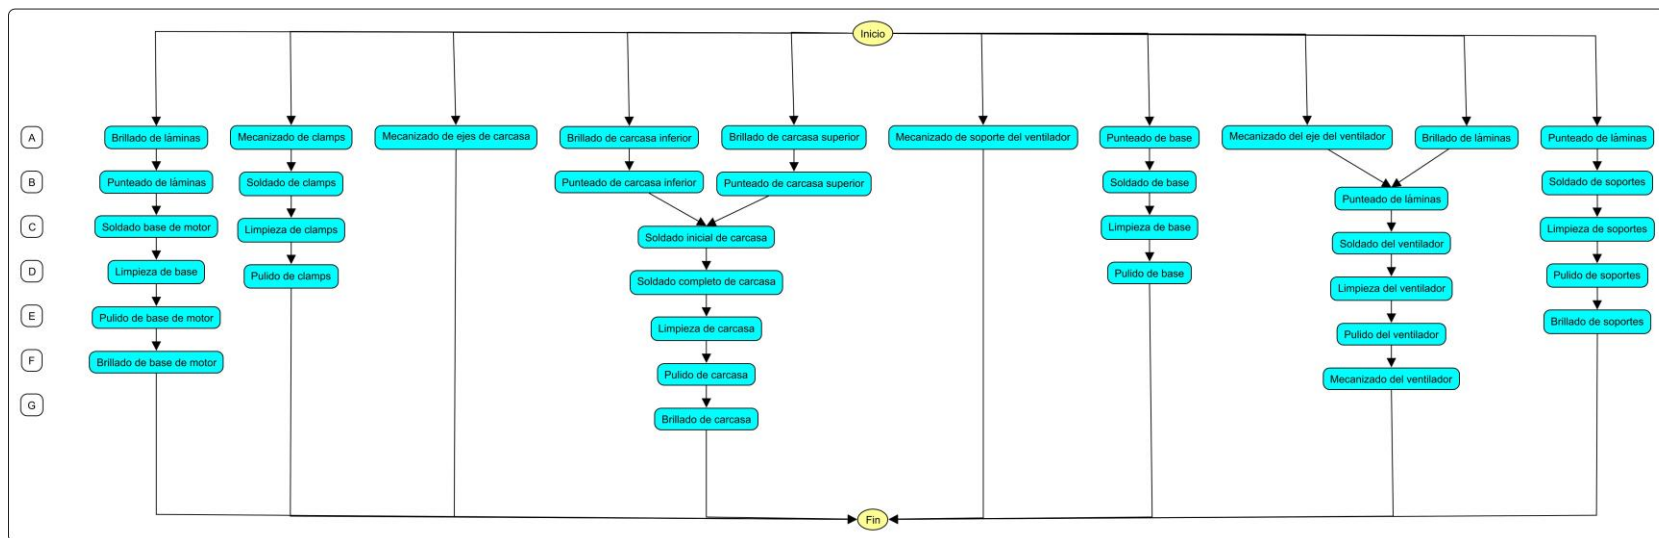 Inicio
A
Brillado de láminas
Mecanizado de clamps
Mecanizado de ejes de carcasa
Brillado de carcasa inferior
Brillado de carcasa superior
Mecanizado de soporte del ventilador
Punteado de base
Mecanizado del eje del ventilador
Brillado de láminas
Punteado de láminas
B
Punteado de láminas
Soldado de clamps
Punteado de carcasa inferior
Punteado de carcasa superior
Soldado de base
Punteado de láminas
Soldado de soportes
C
Soldado base de motor
Limpieza de clamps
Soldado inicial de carcasa
Limpieza de base
Soldado del ventilador
Limpieza de soportes
D
Limpieza de base
Pulido de clamps
Soldado completo de carcasa
Pulido de base
Limpieza del ventilador
Pulido de soportes
E
Pulido de base de motor
Limpieza de carcasa
Pulido del ventilador
Brillado de soportes
F
Brillado de base de motor
Pulido de carcasa
Mecanizado del ventilador
G
Brillado de carcasa
Fin